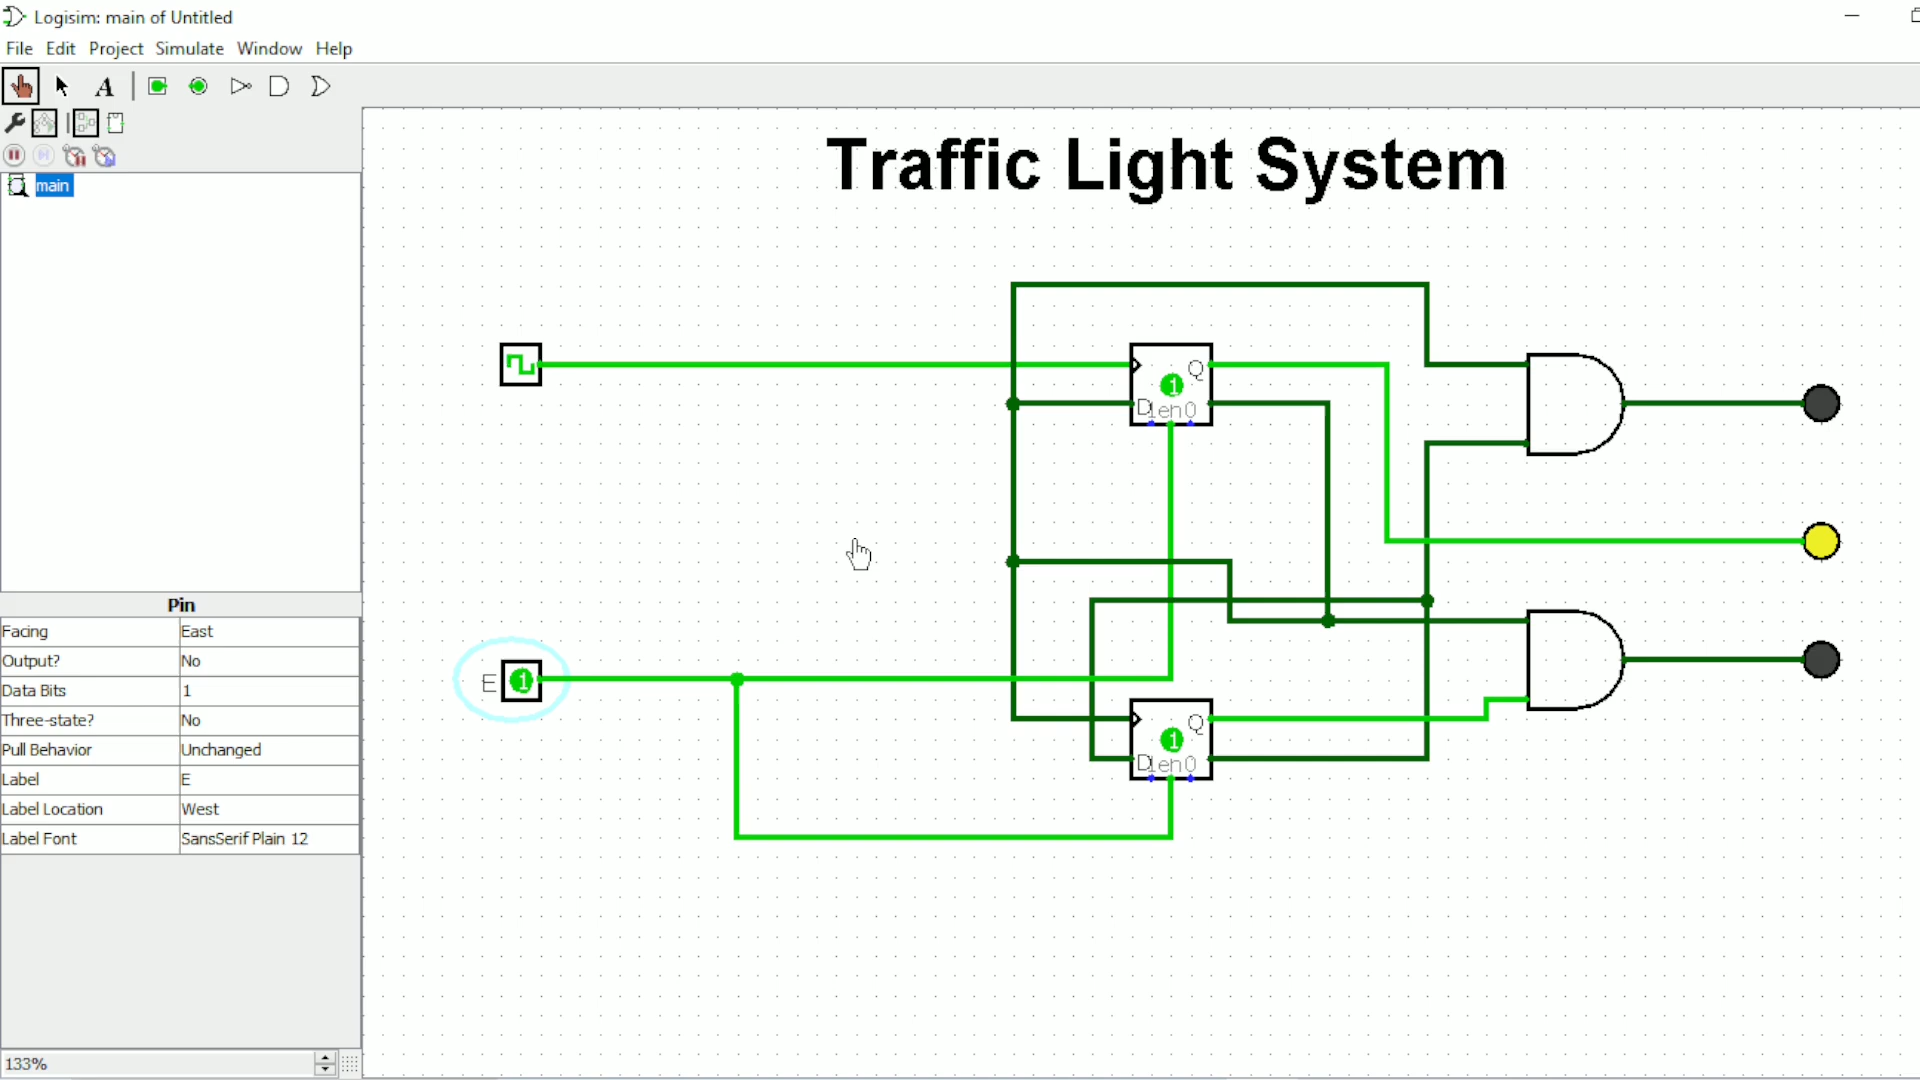 Logisim: main of Untitled
File Edit Project Simulate Window Help
A
main
Traffic Light System
Q
1
D 1 en 0
E 1
Q
1
D 1 en 0
Pin
Facing East
Output? No
Data Bits 1
Three-state? No
Pull Behavior Unchanged
Label E
Label Location West
Label Font SansSerif Plain 12
133%